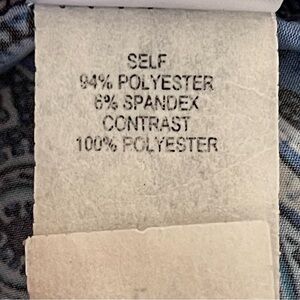 SELF
94% POLYESTER
6% SPANDEX
CONTRAST
100% POLYESTER